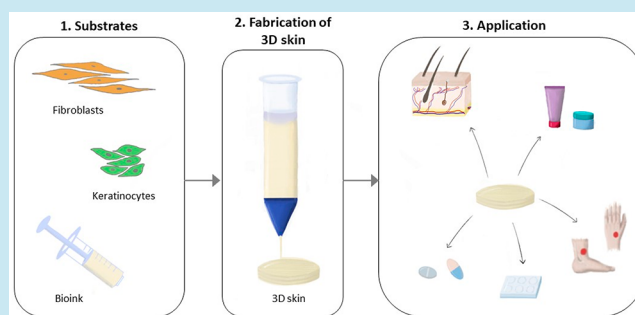 1. Substrates
Fibroblasts
Keratinocytes
Bioink
2. Fabrication of
3D skin
3D skin
3. Application